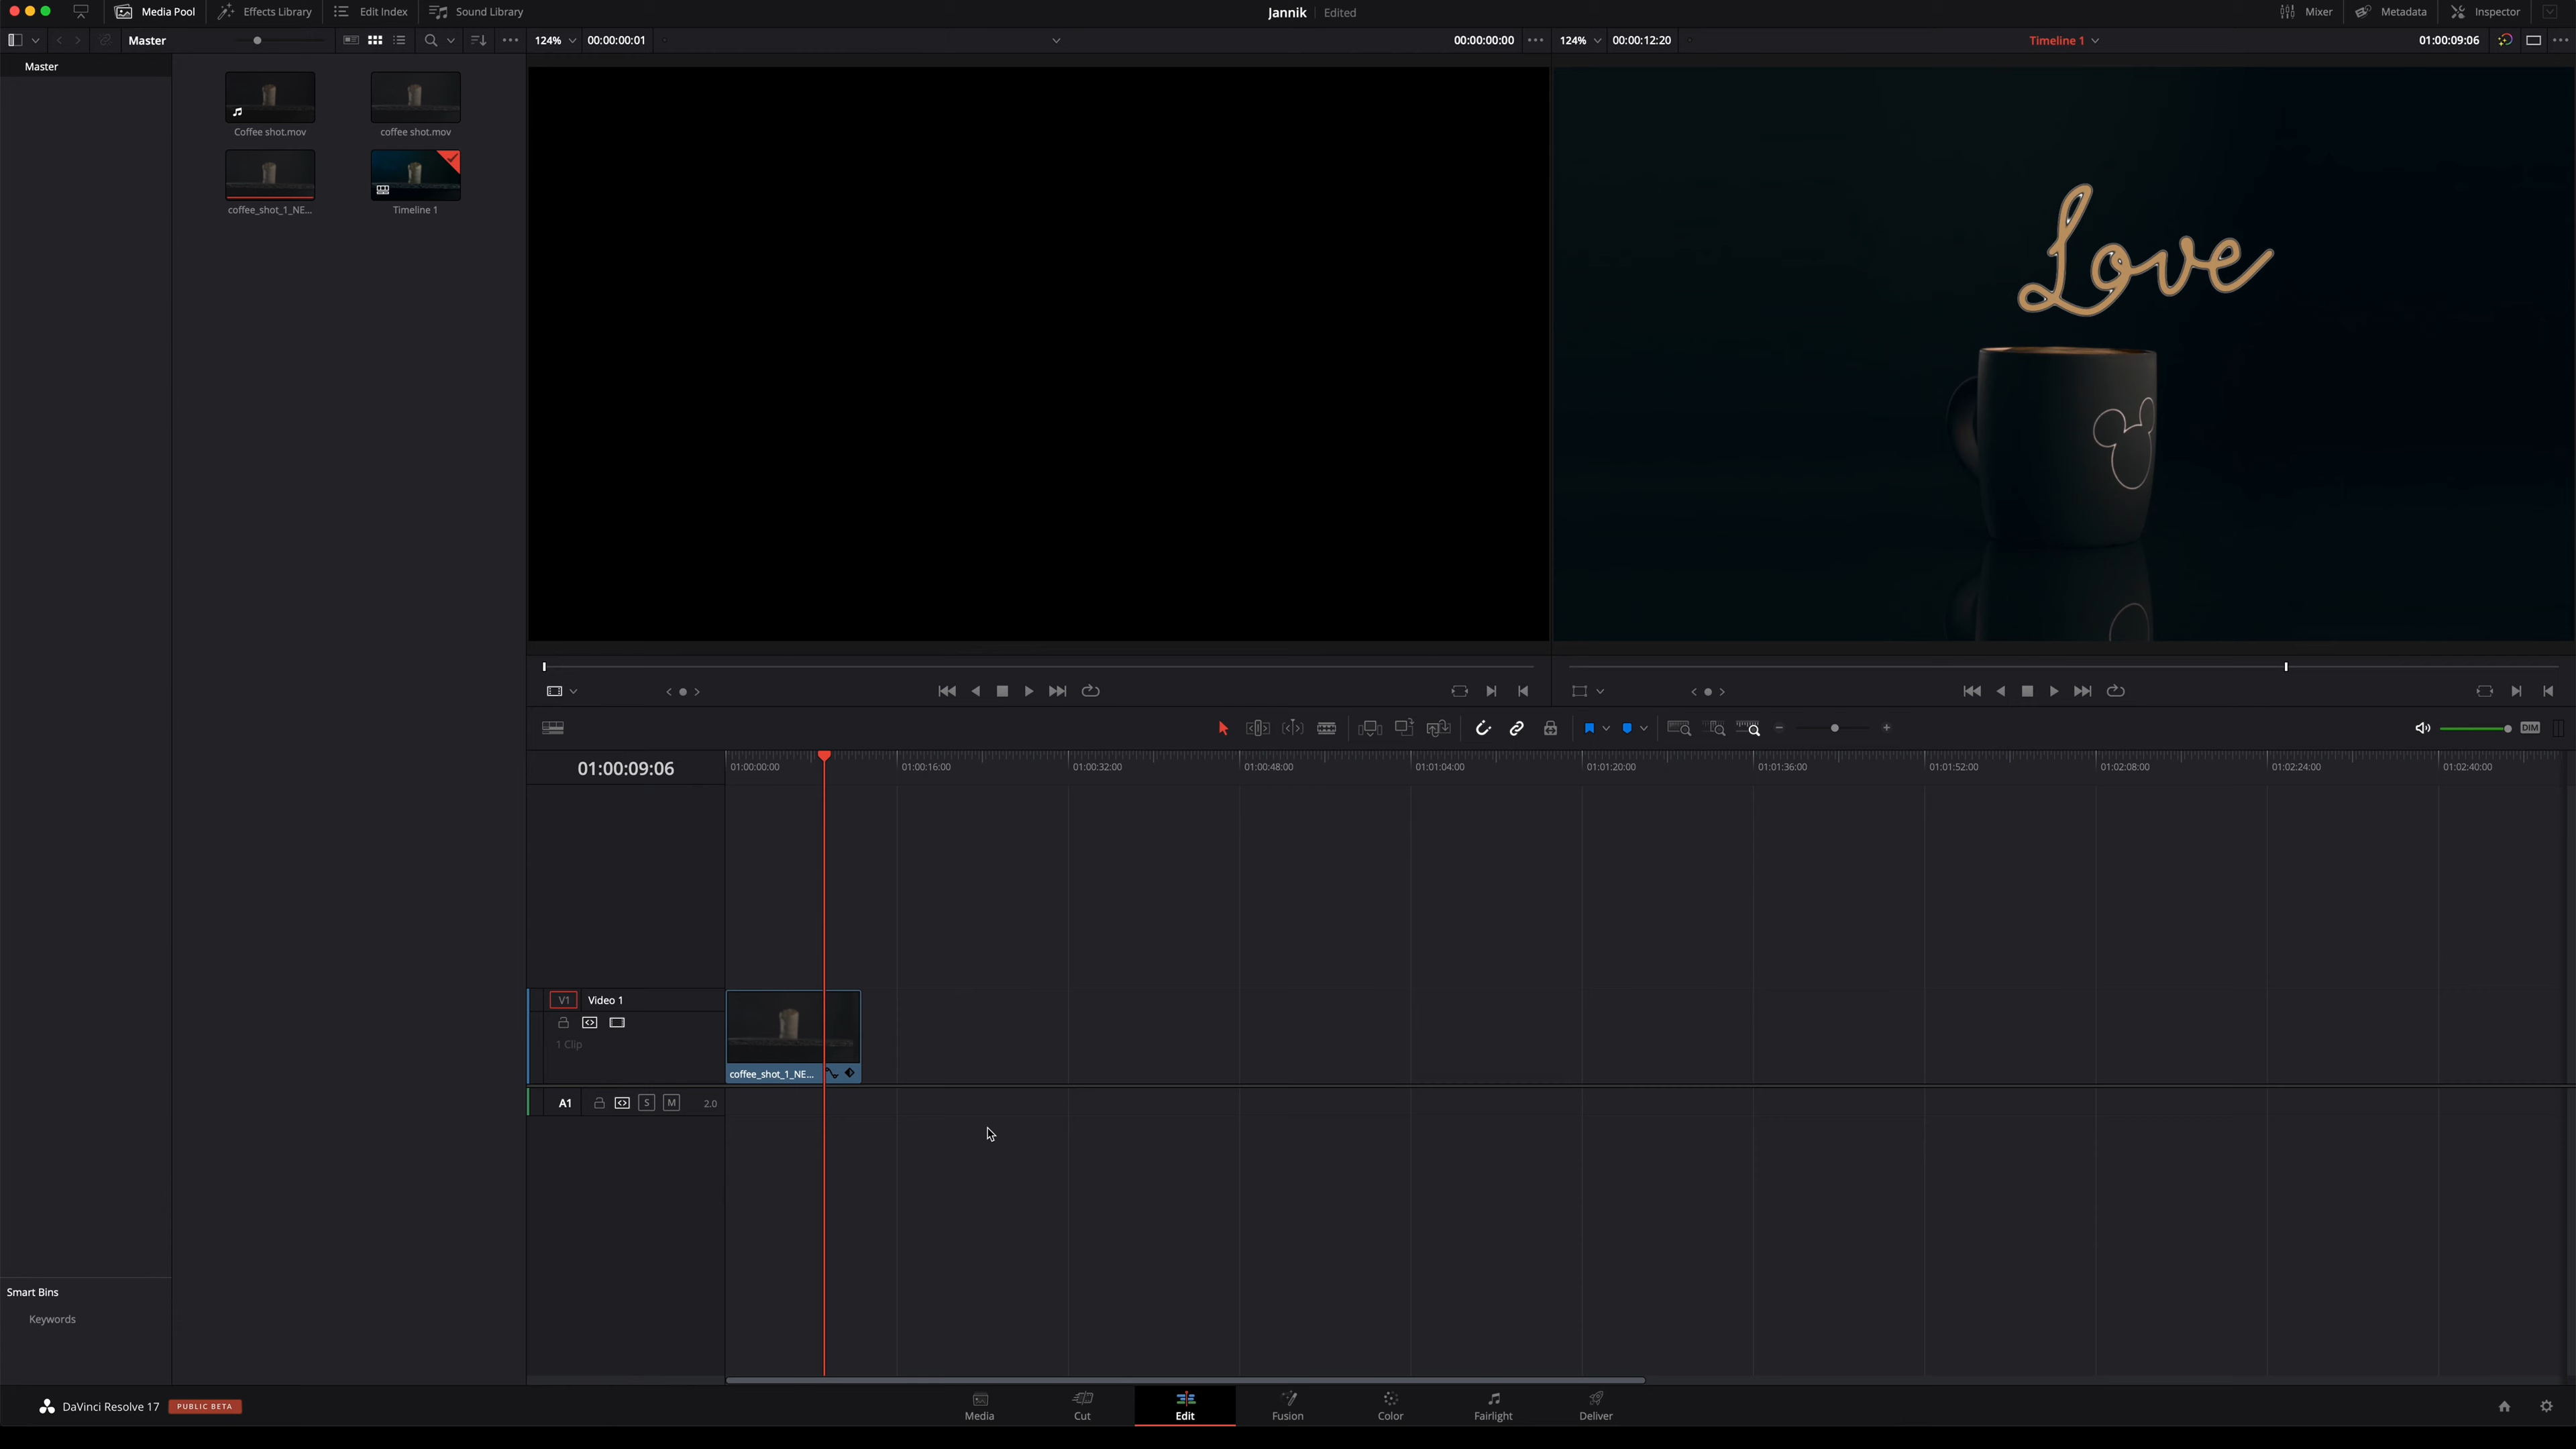 Media Pool Effects Library Edit Index Sound Library Jannik Edited Mixer Metadata Inspector
Master 124% 00:00:00:01 00:00:00:00 124% 00:00:12:20 Timeline 1 01:00:09:06
Master
Coffee shot.mov coffee shot.mov
coffee_shot_1_NE... Timeline 1
Love
DIM
01:00:09:06 01:00:00:00 01:00:16:00 01:00:32:00 01:00:48:00 01:01:04:00 01:01:20:00 01:01:36:00 01:01:52:00 01:02:08:00 01:02:24:00 01:02:40:00
V1 Video 1
1 Clip
coffee_shot_1_NE...
A1 S M 2.0
Smart Bins
Keywords
DaVinci Resolve 17 PUBLIC BETA
Media Cut Edit Fusion Color Fairlight Deliver